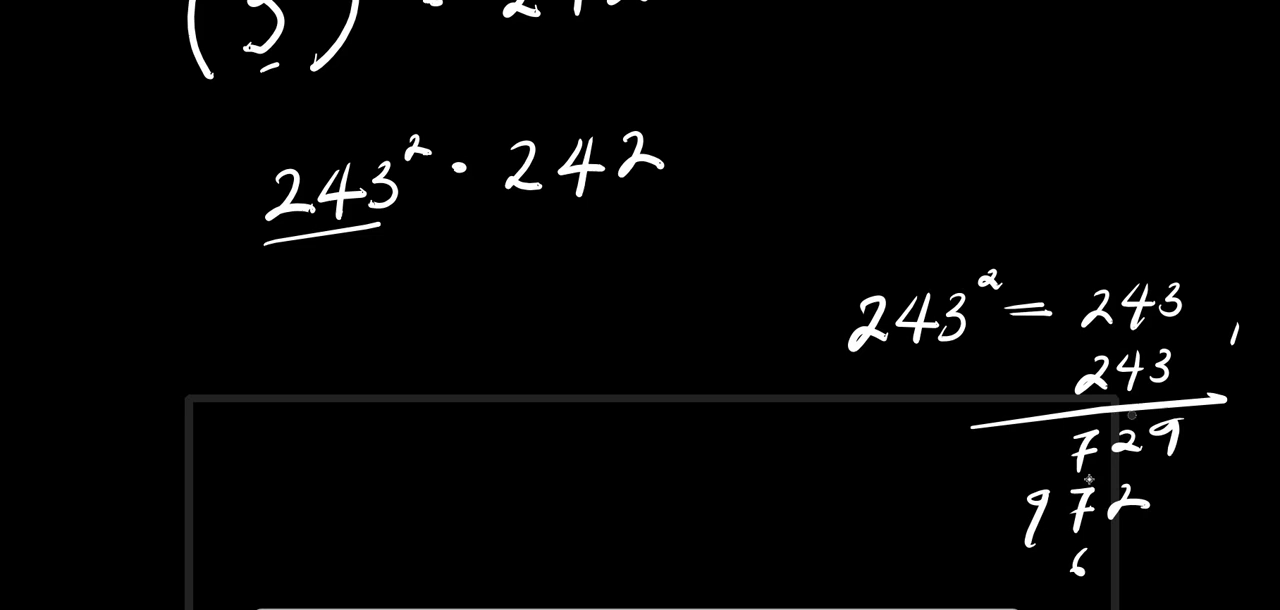 243² · 242
243² = 243
243
729
972
6